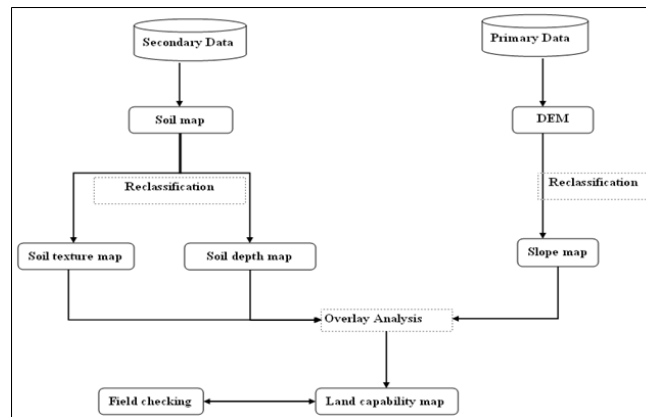 Secondary Data
Primary Data
Soil map
DEM
Reclassification
Reclassification
Soil texture map
Soil depth map
Slope map
Overlay Analysis
Field checking
Land capability map